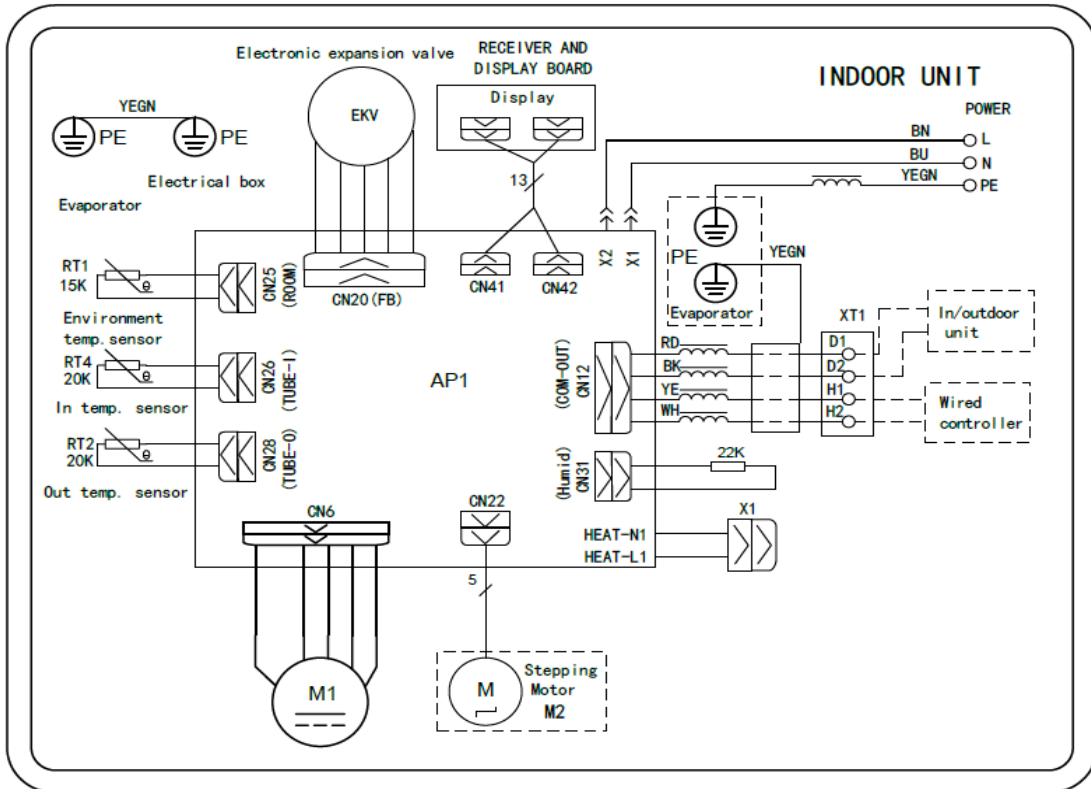 Electronic expansion valve
RECEIVER AND
DISPLAY BOARD
INDOOR UNIT
Display
POWER
YEGN
EKV
BN
L
PE
PE
BU
N
YEGN
PE
13
Electrical box
Evaporator
X2
X1
PE
YEGN
RT1
15K
θ
CN25
(ROOM)
CN20(FB)
CN41
CN42
Evaporator
XT1
In/outdoor
unit
Environment
temp.sensor
RD
D1
RT4
20K
θ
CN26
(TUBE-I)
AP1
(COM-OUT)
CN12
BK
D2
YE
H1
Wired
controller
In temp. sensor
WH
H2
RT2
20K
θ
CN28
(TUBE-O)
(Humid)
CN31
22K
Out temp. sensor
CN6
CN22
X1
HEAT-N1
HEAT-L1
5
M1
M
Stepping
Motor
M2